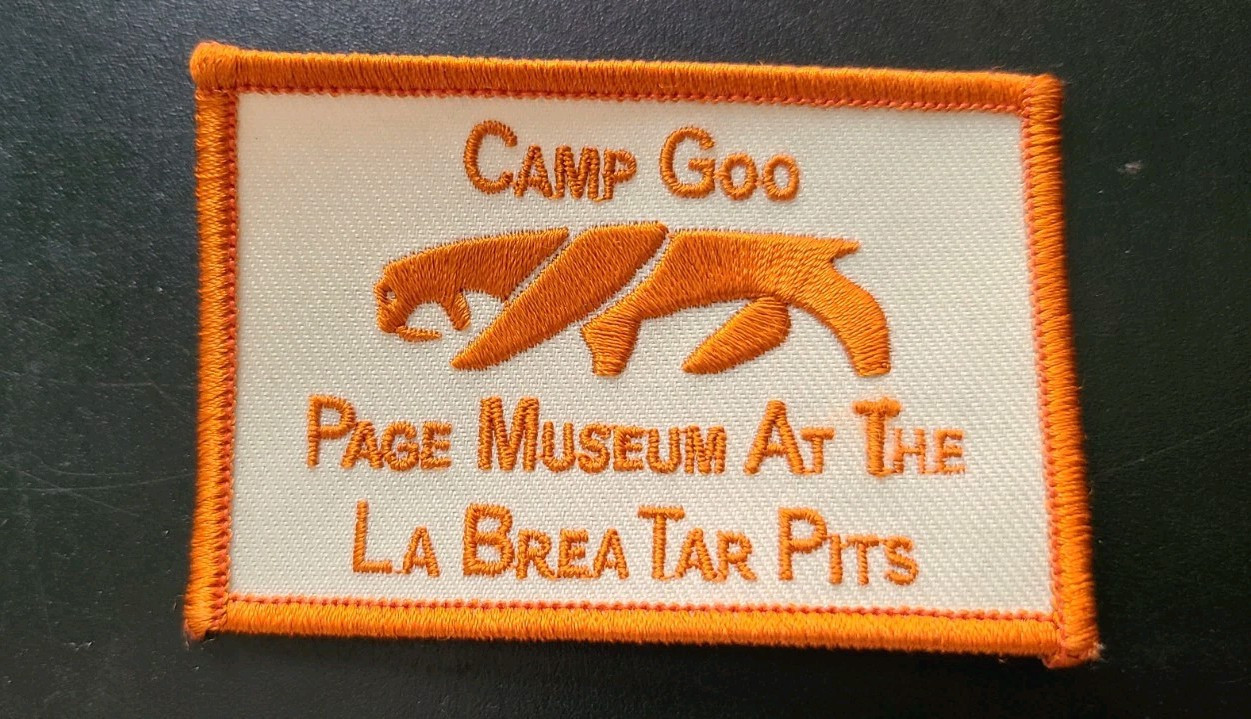 Camp Goo
Page Museum At The
La Brea Tar Pits